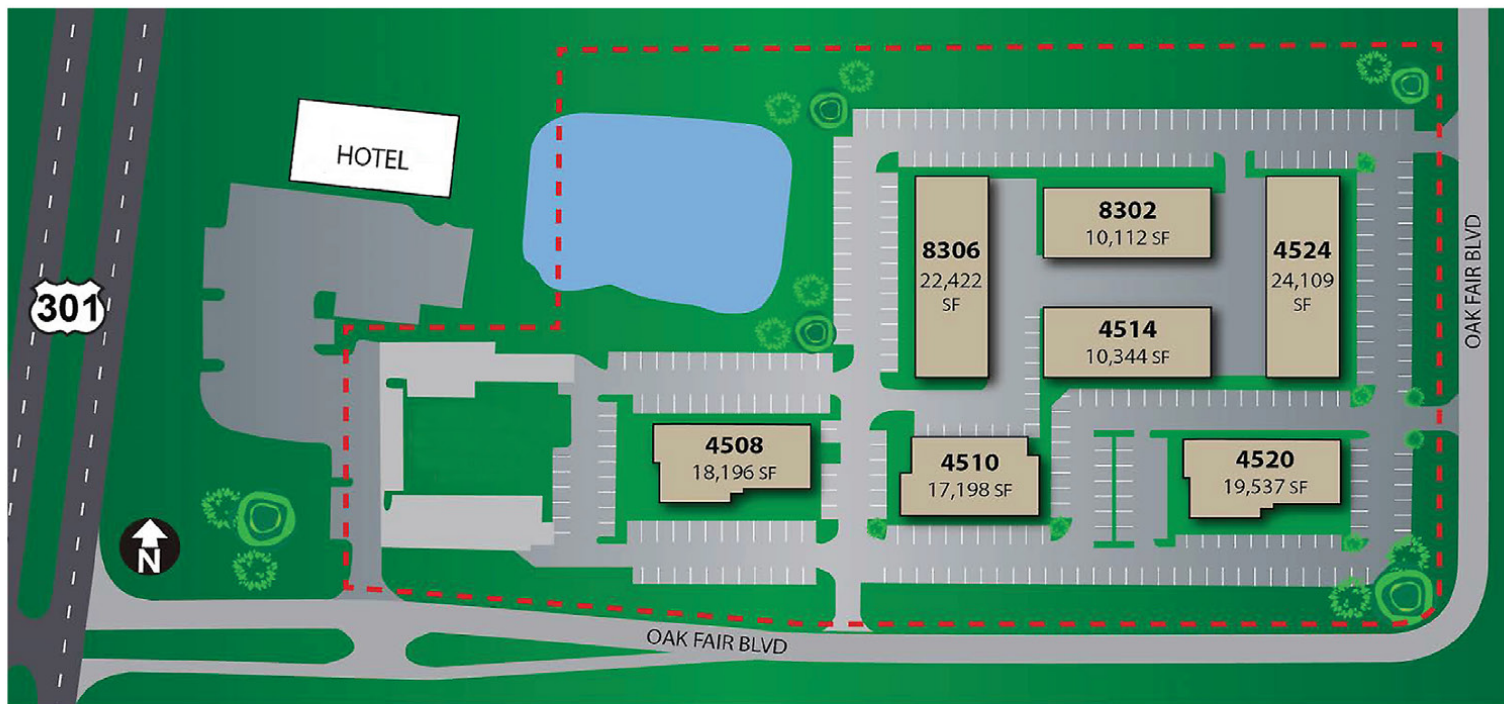 HOTEL
301
N
8306
22,422
SF
8302
10,112 SF
4524
24,109
SF
4514
10,344 SF
4508
18,196 SF
4510
17,198 SF
4520
19,537 SF
OAK FAIR BLVD
OAK FAIR BLVD